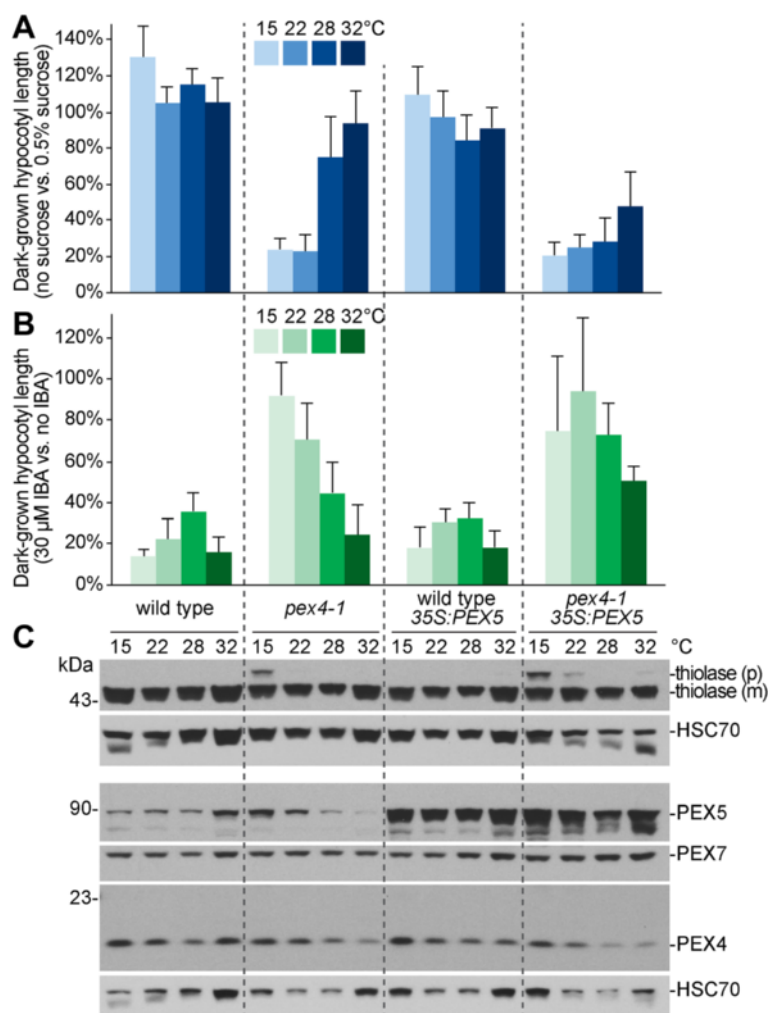 A
15 22 28 32°C
140%
120%
100%
80%
60%
40%
20%
0%
Dark-grown hypocotyl length
(no sucrose vs. 0.5% sucrose)
B
15 22 28 32°C
120%
100%
80%
60%
40%
20%
0%
Dark-grown hypocotyl length
(30 µM IBA vs. no IBA)
wild type
pex4-1
wild type
35S:PEX5
pex4-1
35S:PEX5
C
15 22 28 32 15 22 28 32 15 22 28 32 15 22 28 32 °C
kDa
-thiolase (p)
43- -thiolase (m)
-HSC70
90- -PEX5
-PEX7
23-
-PEX4
-HSC70